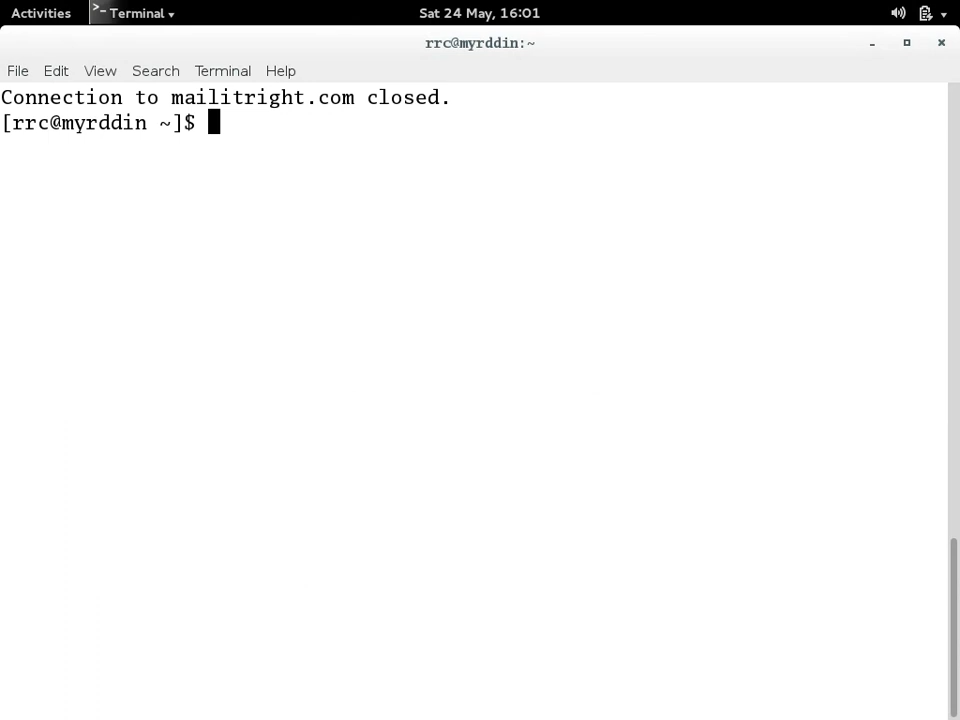 Activities >- Terminal Sat 24 May, 16:01
rrc@myrddin:~
File Edit View Search Terminal Help
Connection to mailitright.com closed.
[rrc@myrddin ~]$